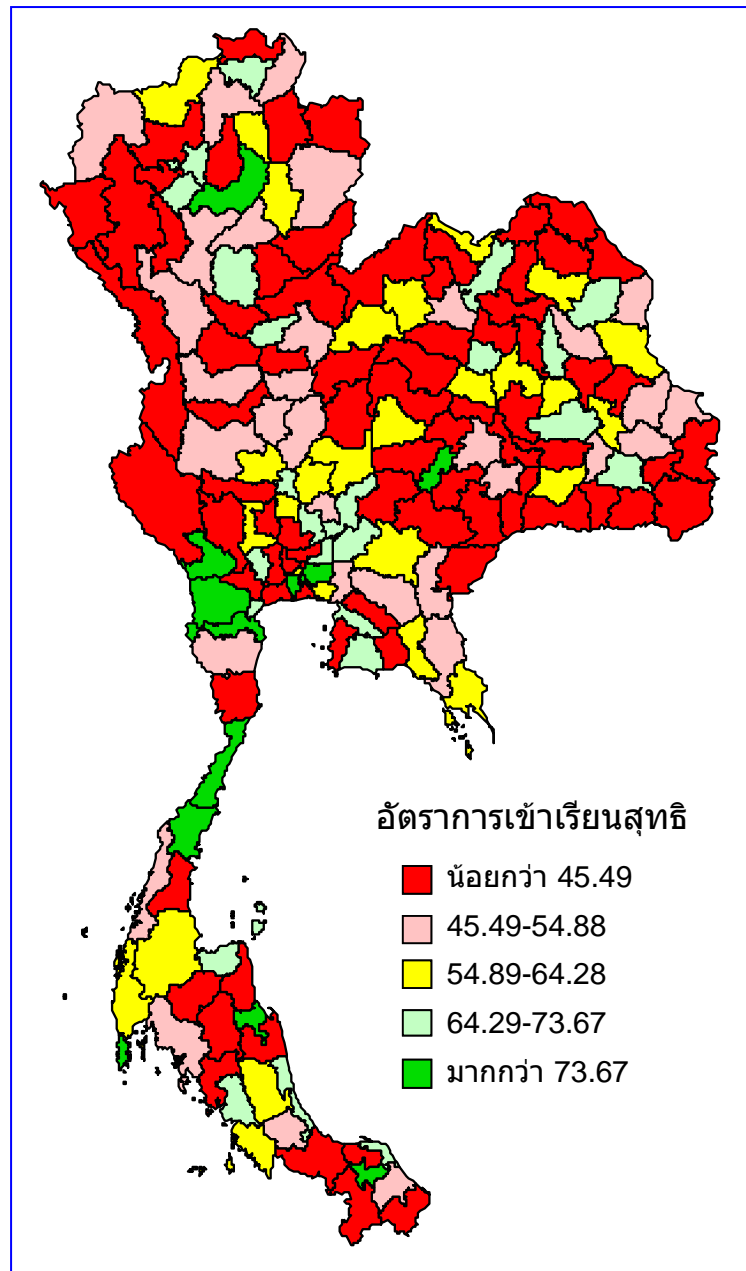 อัตราการเข้าเรียนสุทธิ
น้อยกว่า 45.49
45.49-54.88
54.89-64.28
64.29-73.67
มากกว่า 73.67